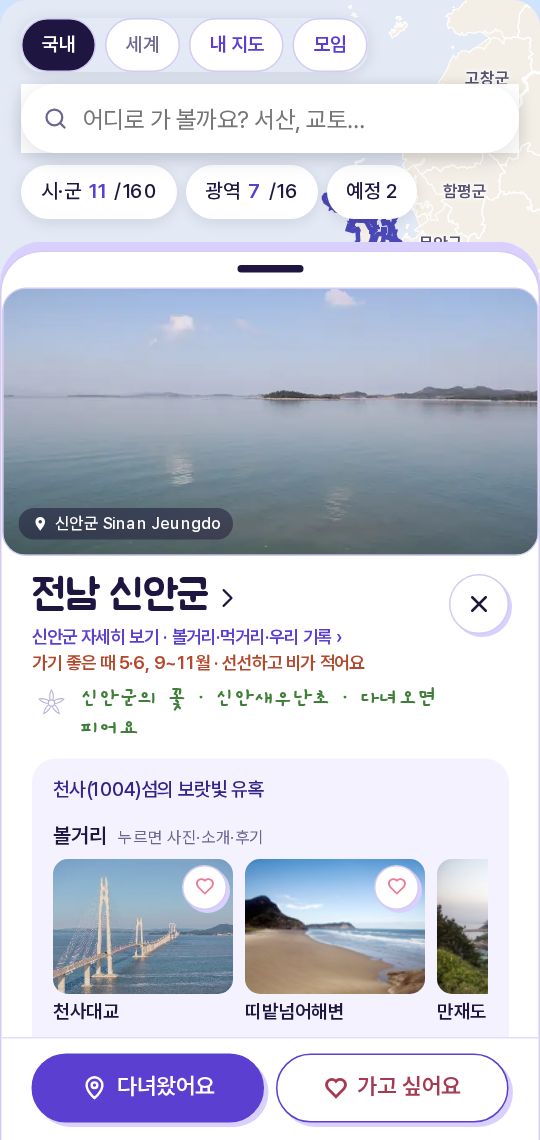 국내 세계 내 지도 모임
고창군
어디로 가 볼까요? 서산, 교토...
시·군 11 /160 광역 7 /16 예정 2
함평군
무안군
신안군 Sinan Jeungdo
전남 신안군
신안군 자세히 보기 · 볼거리·먹거리·우리 기록 ›
가기 좋은 때 5·6, 9~11월 · 선선하고 비가 적어요
신안군의 꽃 · 신안새우난초 · 다녀오면
피어요
천사(1004)섬의 보랏빛 유혹
볼거리 누르면 사진·소개·후기
천사대교 띠밭넘어해변 만재도
다녀왔어요 가고 싶어요